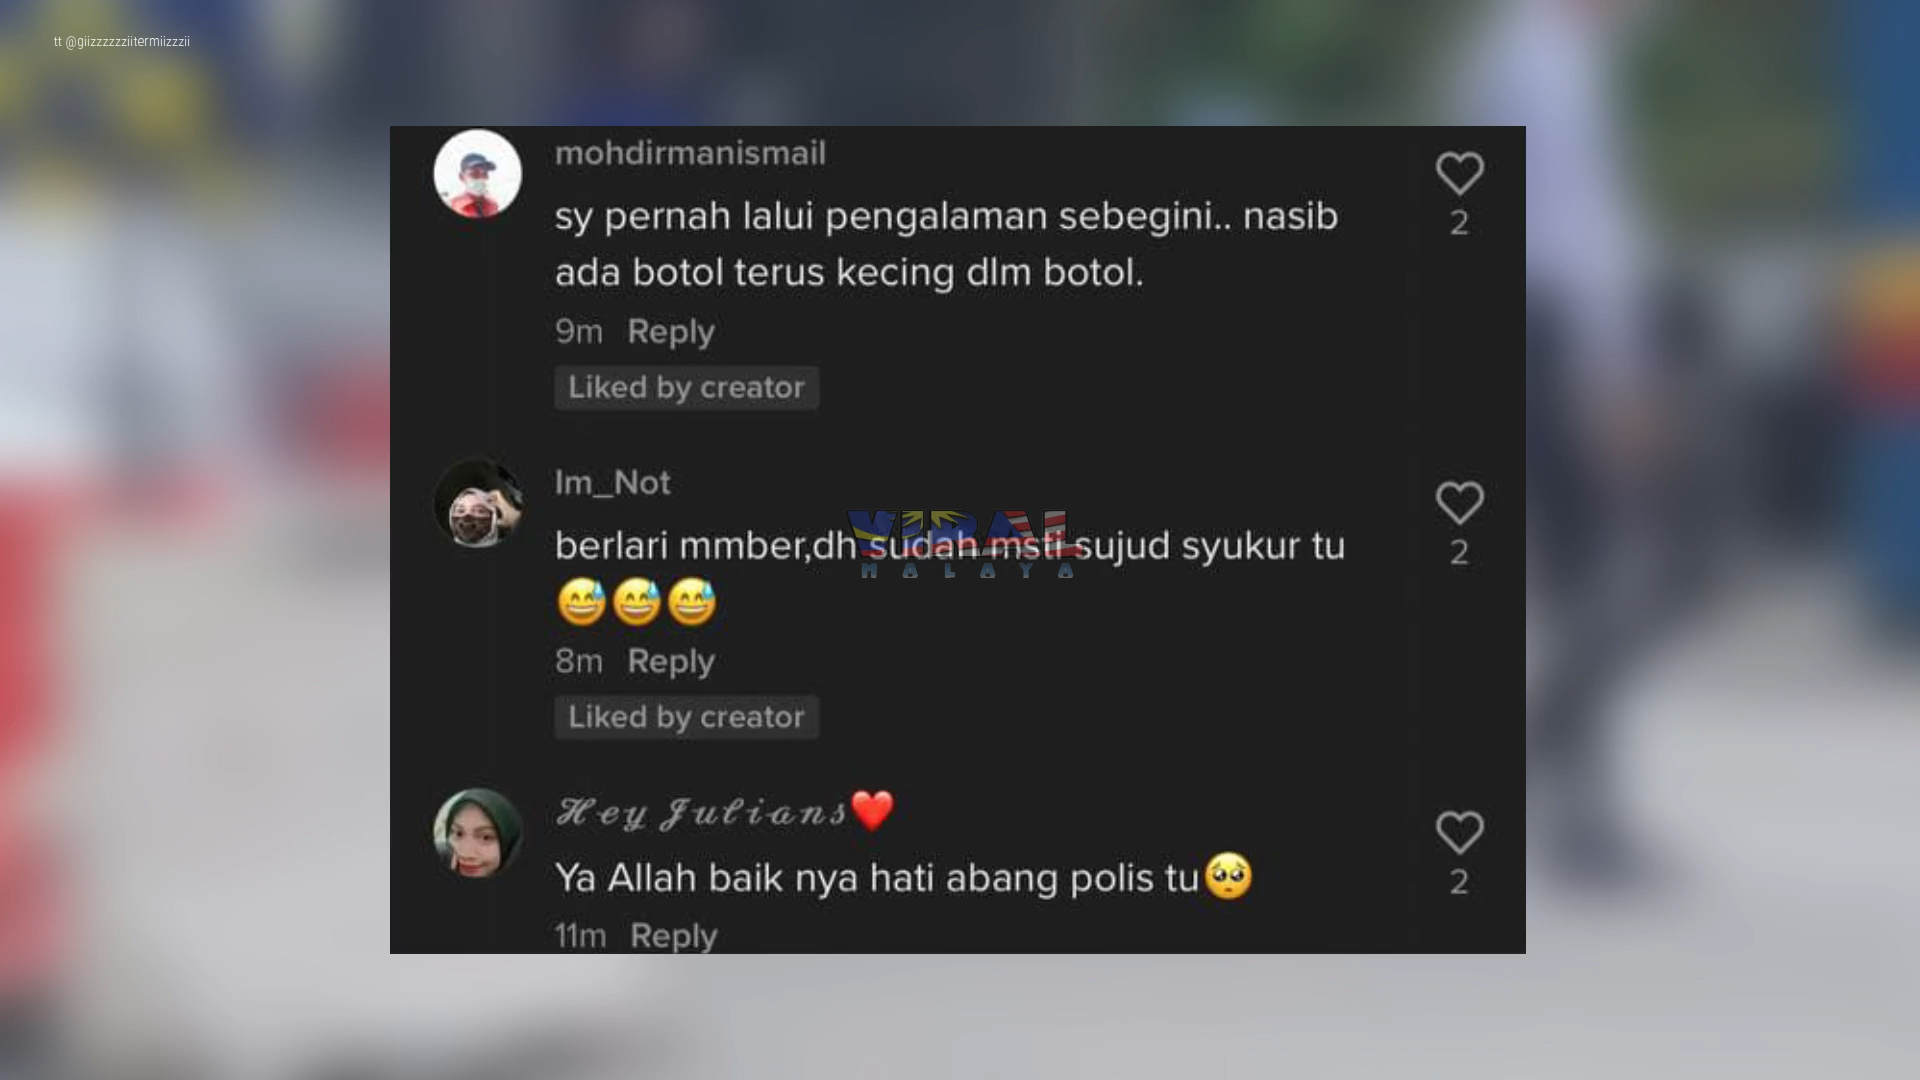 tt @giizzzzzziitermiizzzii
mohdirmanismail
sy pernah lalui pengalaman sebegini.. nasib
2
ada botol terus kecing dlm botol.
9m Reply
Liked by creator
Im_Not
berlari mmber,dh sudah msti sujud syukur tu
2
😅😅😅
VIRAL
MALAYA
8m Reply
Liked by creator
𝓗𝓮𝔂 𝓙𝓾𝓵𝓲𝓪𝓷𝓼❤️
Ya Allah baik nya hati abang polis tu🥺
2
11m Reply